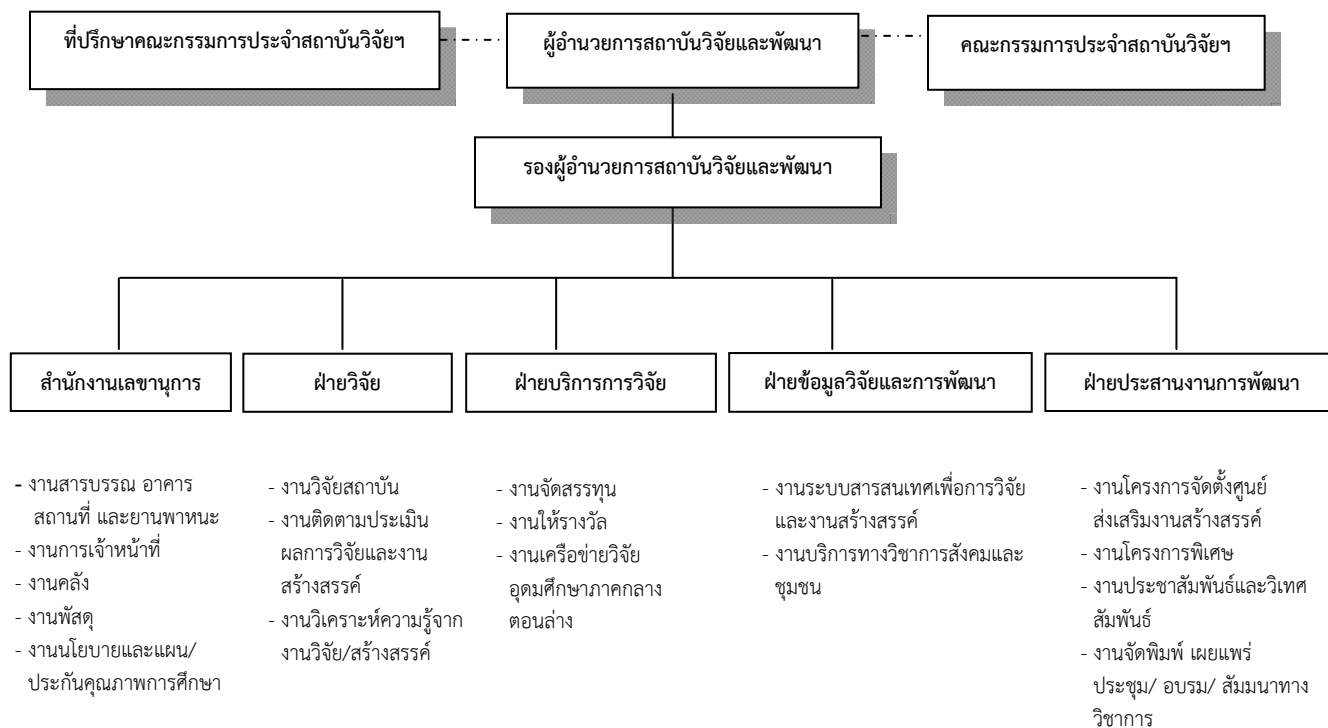 ที่ปรึกษาคณะกรรมการประจำสถาบันวิจัยฯ
ผู้อำนวยการสถาบันวิจัยและพัฒนา
คณะกรรมการประจำสถาบันวิจัยฯ
รองผู้อำนวยการสถาบันวิจัยและพัฒนา
สำนักงานเลขานุการ
ฝ่ายวิจัย
ฝ่ายบริการการวิจัย
ฝ่ายข้อมูลวิจัยและการพัฒนา
ฝ่ายประสานงานการพัฒนา
- งานสารบรรณ อาคาร
สถานที่ และยานพาหนะ
- งานการเจ้าหน้าที่
- งานคลัง
- งานพัสดุ
- งานนโยบายและแผน/
ประกันคุณภาพการศึกษา
- งานวิจัยสถาบัน
- งานติดตามประเมิน
ผลการวิจัยและงาน
สร้างสรรค์
- งานวิเคราะห์ความรู้จาก
งานวิจัย/สร้างสรรค์
- งานจัดสรรทุน
- งานให้รางวัล
- งานเครือข่ายวิจัย
อุดมศึกษาภาคกลาง
ตอนล่าง
- งานระบบสารสนเทศเพื่อการวิจัย
และงานสร้างสรรค์
- งานบริการทางวิชาการสังคมและ
ชุมชน
- งานโครงการจัดตั้งศูนย์
ส่งเสริมงานสร้างสรรค์
- งานโครงการพิเศษ
- งานประชาสัมพันธ์และวิเทศ
สัมพันธ์
- งานจัดพิมพ์ เผยแพร่
ประชุม/ อบรม/ สัมมนาทาง
วิชาการ